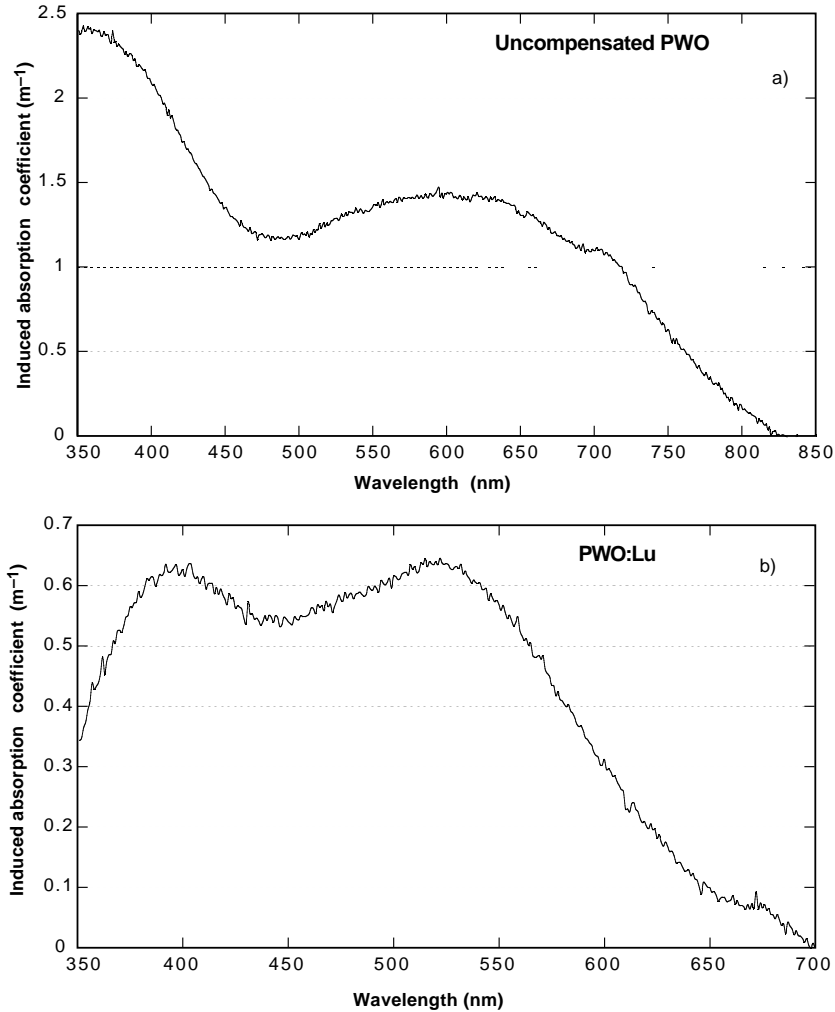 Uncompensated PWO
a)
Induced absorption coefficient (m⁻¹)
2.5
2
1.5
1
0.5
0
350 400 450 500 550 600 650 700 750 800 850
Wavelength (nm)
PWO:Lu
b)
Induced absorption coefficient (m⁻¹)
0.7
0.6
0.5
0.4
0.3
0.2
0.1
0
350 400 450 500 550 600 650 700
Wavelength (nm)